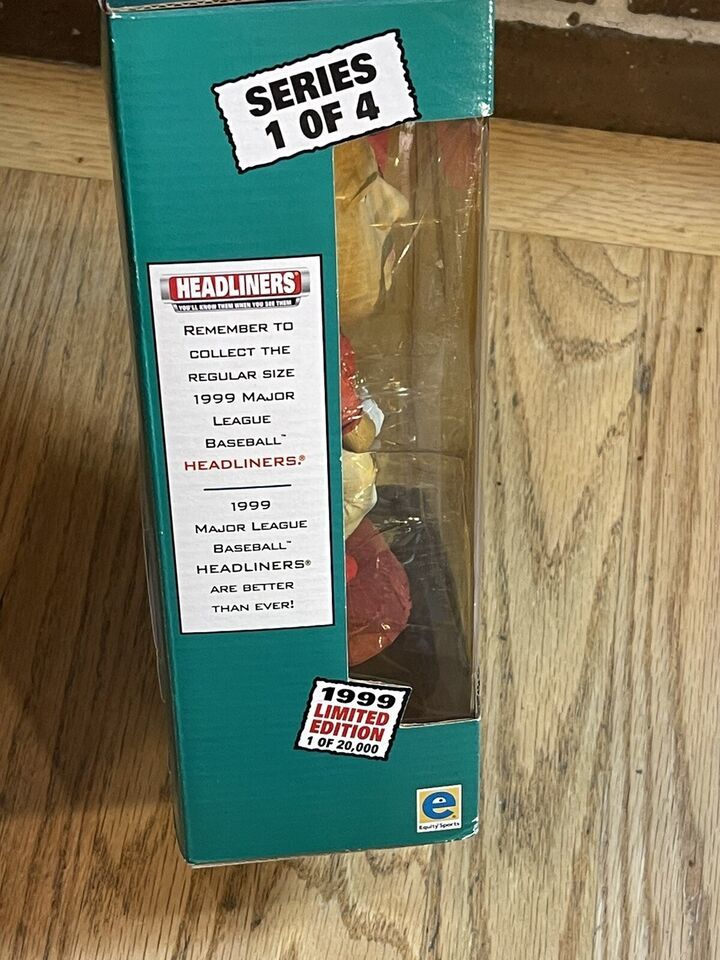 SERIES
1 OF 4
HEADLINERS®
YOU'LL KNOW THEM WHEN YOU SEE THEM
REMEMBER TO
COLLECT THE
REGULAR SIZE
1999 MAJOR
LEAGUE
BASEBALL™
HEADLINERS.®
1999
MAJOR LEAGUE
BASEBALL™
HEADLINERS®
ARE BETTER
THAN EVER!
1999
LIMITED
EDITION
1 OF 20,000
e
Equity Sports